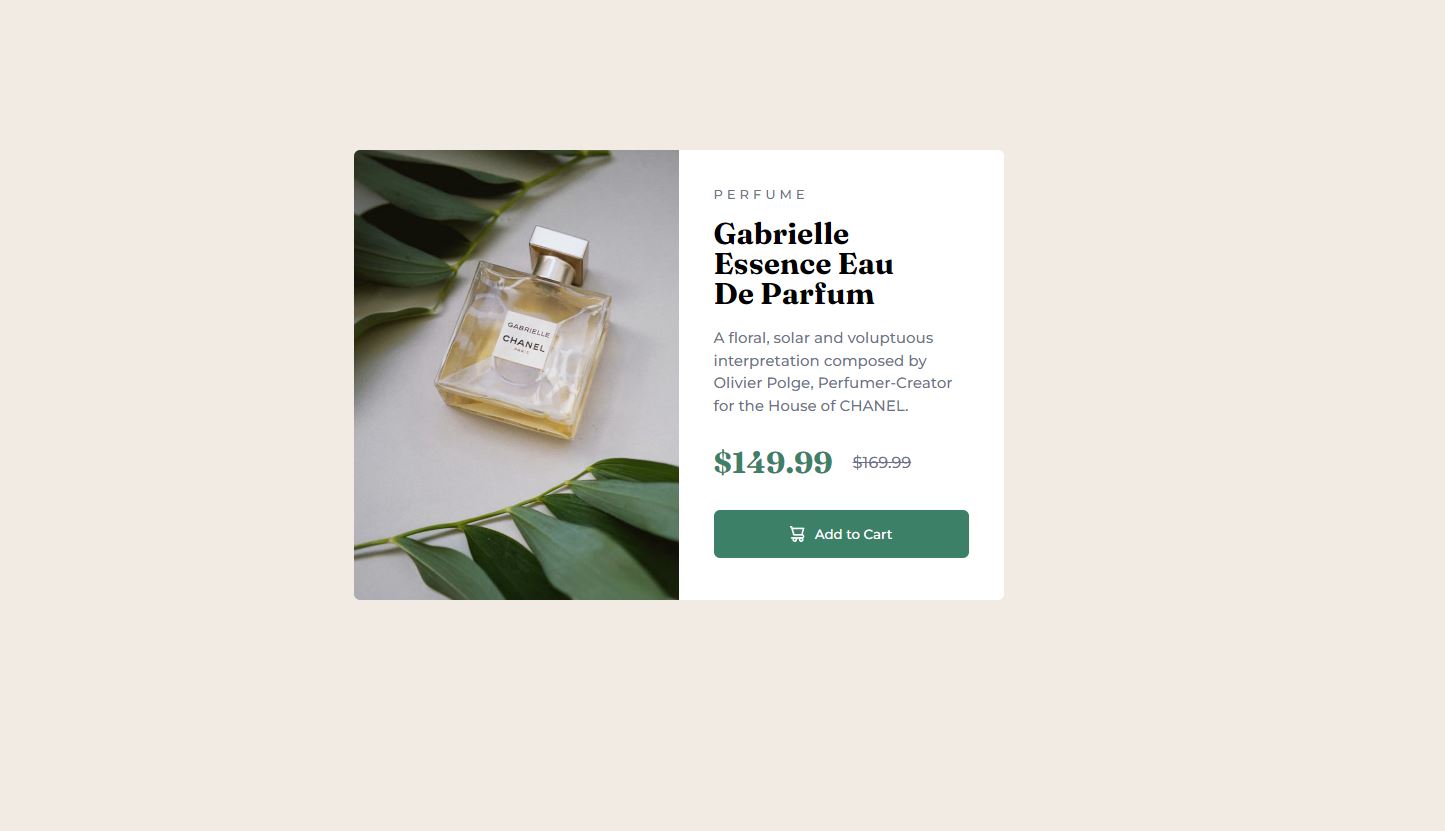 GABRIELLE
CHANEL
PARIS
PERFUME
Gabrielle
Essence Eau
De Parfum
A floral, solar and voluptuous
interpretation composed by
Olivier Polge, Perfumer-Creator
for the House of CHANEL.
$149.99 $169.99
Add to Cart